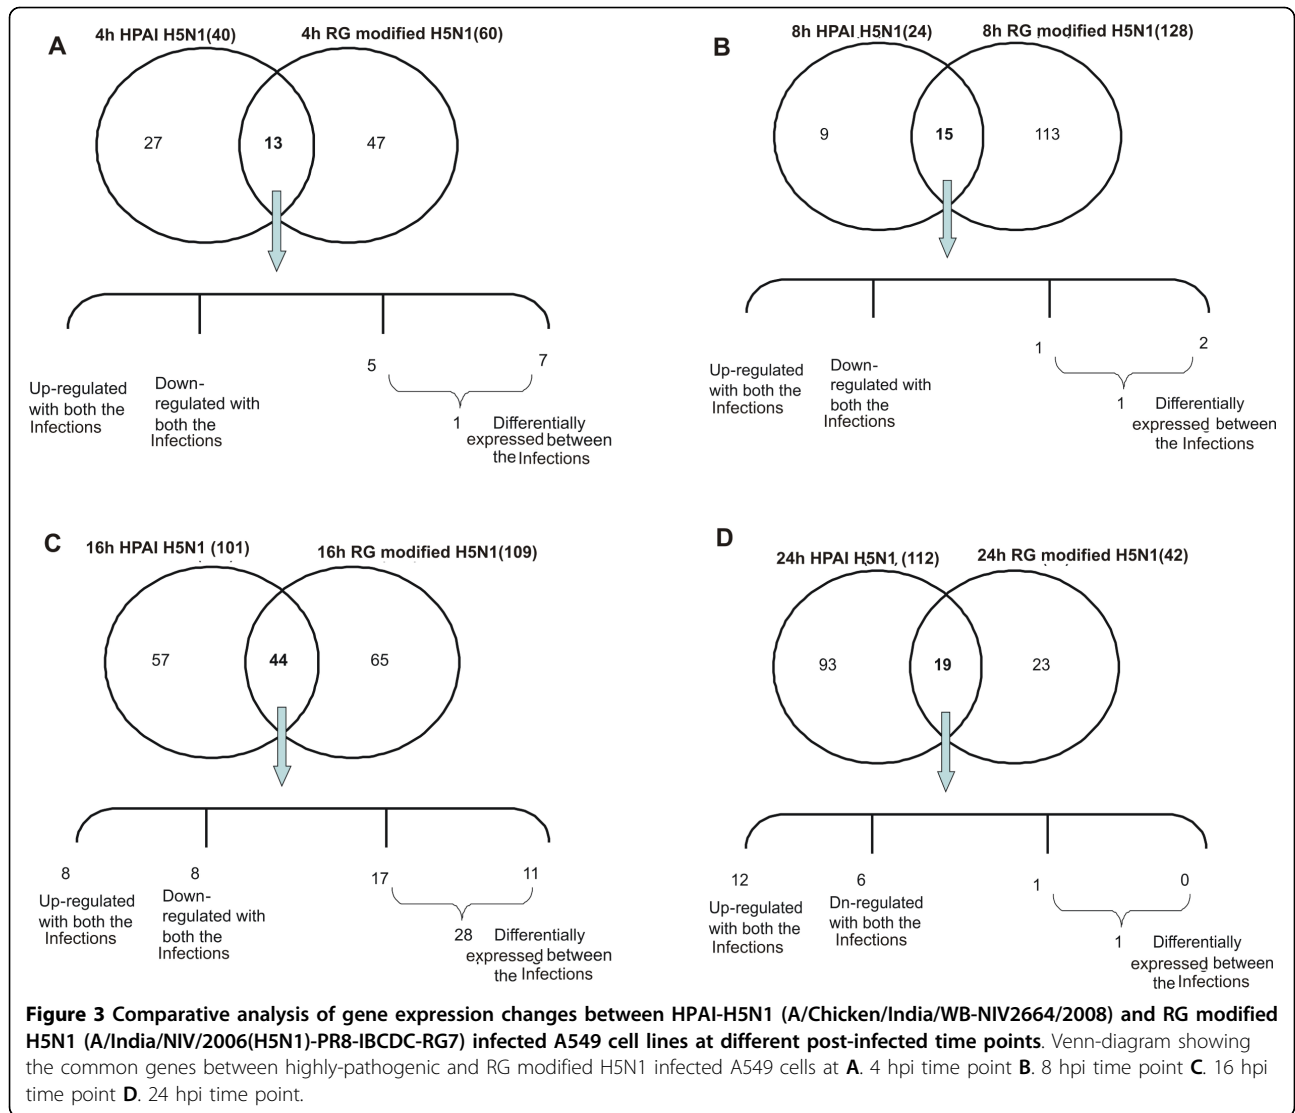 A
4h HPAI H5N1(40)
4h RG modified H5N1(60)
27
13
47
5
7
Up-regulated
with both the
Infections
Down-
regulated with
both the
Infections
1
Differentially
expressed between
the Infections
B
8h HPAI H5N1(24)
8h RG modified H5N1(128)
9
15
113
1
2
Up-regulated
with both the
Infections
Down-
regulated with
both the
Infections
1
Differentially
expressed between
the Infections
C
16h HPAI H5N1 (101)
16h RG modified H5N1(109)
57
44
65
8
8
17
11
Up-regulated
with both the
Infections
Down-
regulated with
both the
Infections
28
Differentially
expressed between
the Infections
D
24h HPAI H5N1, (112)
24h RG modified H5N1(42)
93
19
23
12
6
1
0
Up-regulated
with both the
Infections
Dn-regulated
with both the
Infections
1
Differentially
expressed between
the Infections
Figure 3 Comparative analysis of gene expression changes between HPAI-H5N1 (A/Chicken/India/WB-NIV2664/2008) and RG modified
H5N1 (A/India/NIV/2006(H5N1)-PR8-IBCDC-RG7) infected A549 cell lines at different post-infected time points. Venn-diagram showing
the common genes between highly-pathogenic and RG modified H5N1 infected A549 cells at A. 4 hpi time point B. 8 hpi time point C. 16 hpi
time point D. 24 hpi time point.